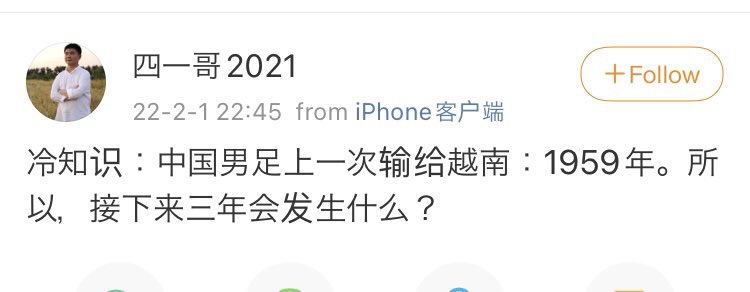 四一哥2021
+Follow
22-2-1 22:45 from iPhone客户端
冷知识：中国男足上一次输给越南：1959年。所
以，接下来三年会发生什么？